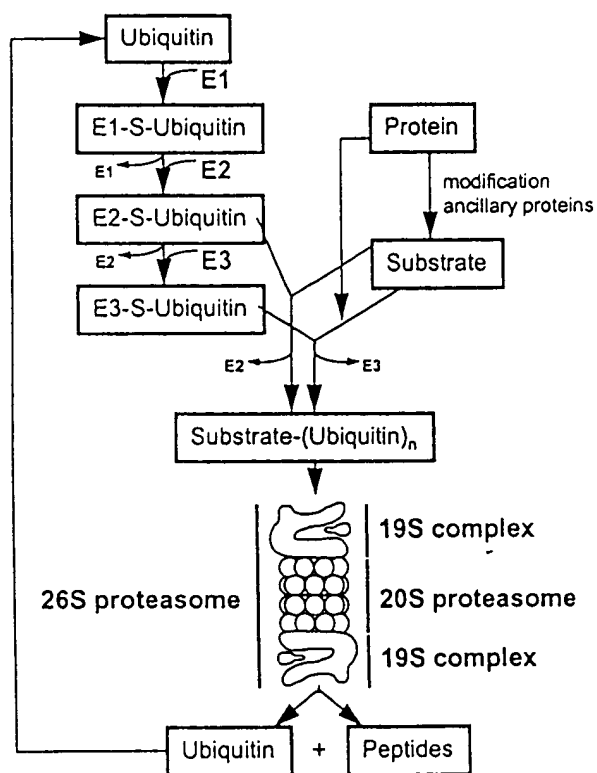 Ubiquitin
E1
E1-S-Ubiquitin
Protein
E1
E2
modification
ancillary proteins
E2-S-Ubiquitin
E2
E3
Substrate
E3-S-Ubiquitin
E2
E3
Substrate-(Ubiquitin)n
19S complex
26S proteasome
20S proteasome
19S complex
Ubiquitin + Peptides